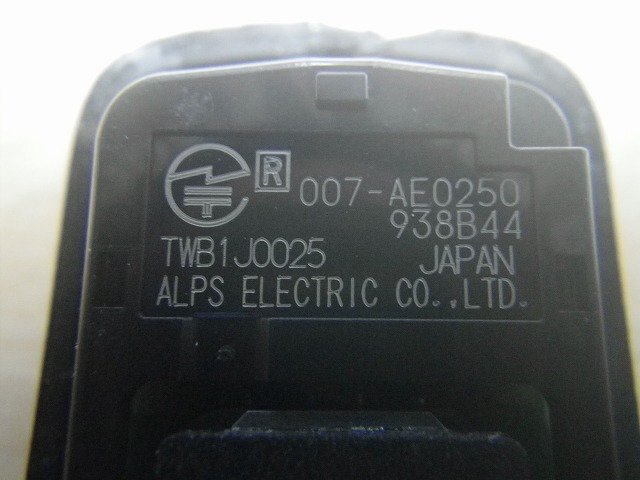 R 007-AE0250
938B44
TWB1J0025 JAPAN
ALPS ELECTRIC CO.,LTD.